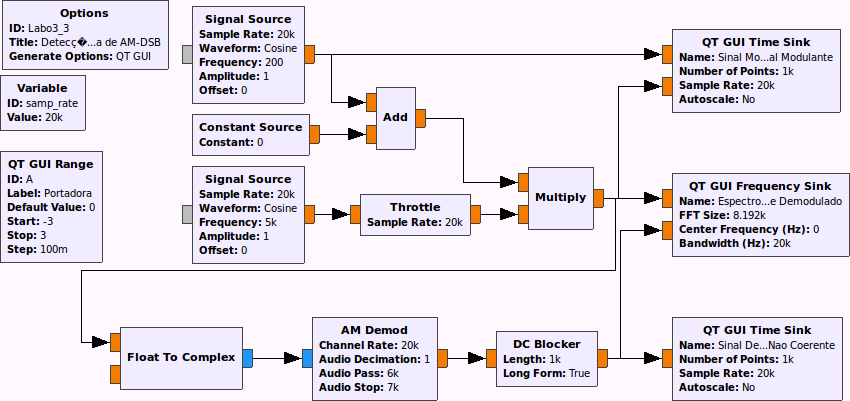 Options
ID: Labo3_3
Title: Detecç�...a de AM-DSB
Generate Options: QT GUI
Variable
ID: samp_rate
Value: 20k
QT GUI Range
ID: A
Label: Portadora
Default Value: 0
Start: -3
Stop: 3
Step: 100m
Signal Source
Sample Rate: 20k
Waveform: Cosine
Frequency: 200
Amplitude: 1
Offset: 0
Constant Source
Constant: 0
Signal Source
Sample Rate: 20k
Waveform: Cosine
Frequency: 5k
Amplitude: 1
Offset: 0
Add
Throttle
Sample Rate: 20k
Multiply
QT GUI Time Sink
Name: Sinal Mo...al Modulante
Number of Points: 1k
Sample Rate: 20k
Autoscale: No
QT GUI Frequency Sink
Name: Espectro...e Demodulado
FFT Size: 8.192k
Center Frequency (Hz): 0
Bandwidth (Hz): 20k
Float To Complex
AM Demod
Channel Rate: 20k
Audio Decimation: 1
Audio Pass: 6k
Audio Stop: 7k
DC Blocker
Length: 1k
Long Form: True
QT GUI Time Sink
Name: Sinal De...Nao Coerente
Number of Points: 1k
Sample Rate: 20k
Autoscale: No